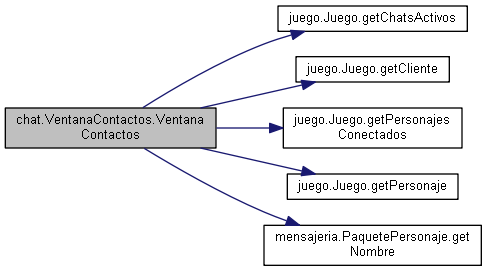 juego.Juego.getChatsActivos
juego.Juego.getCliente
chat.VentanaContactos.Ventana
Contactos
juego.Juego.getPersonajes
Conectados
juego.Juego.getPersonaje
mensajeria.PaquetePersonaje.get
Nombre